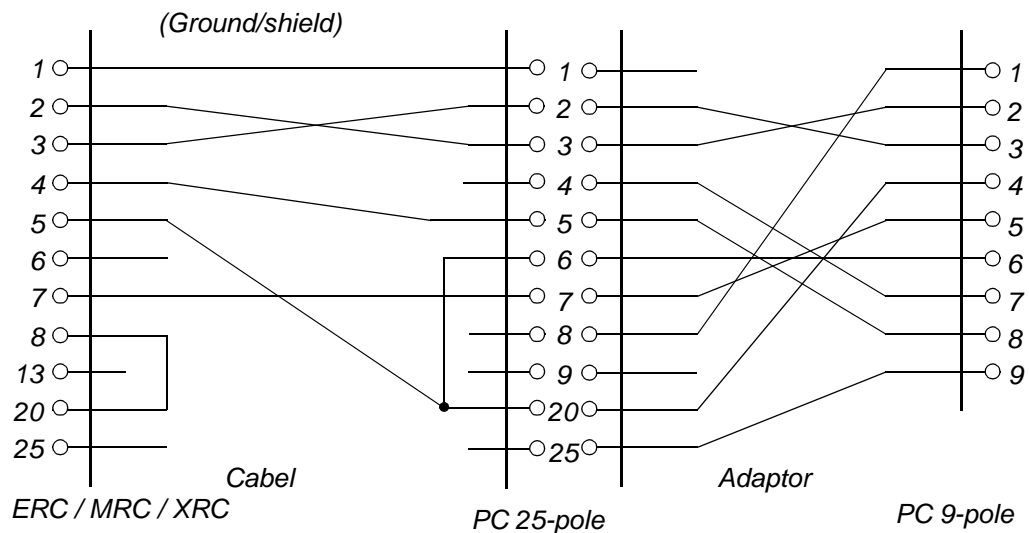 (Ground/shield)
1 1 1
2 2 2
3 3 3
4 4 4
5 5 5
6 6 6
7 7 7
8 8 8
13 9 9
20 20
25 25
Cabel Adaptor
ERC / MRC / XRC PC 25-pole PC 9-pole